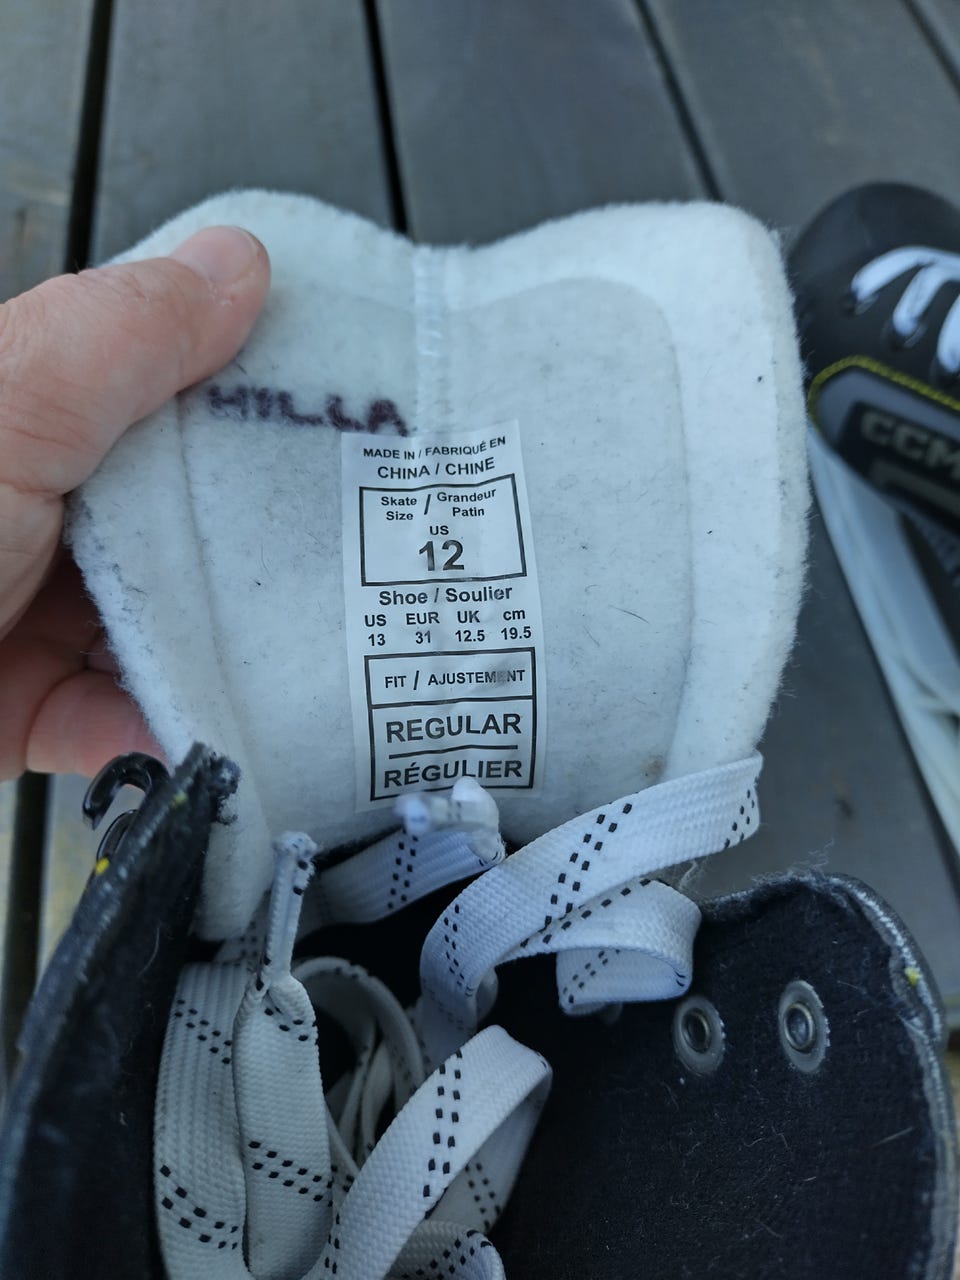 HILLA
MADE IN / FABRIQUÉ EN
CHINA / CHINE
Skate / Grandeur
Size Patin
US
12
Shoe / Soulier
US EUR UK cm
13 31 12.5 19.5
FIT / AJUSTEMENT
REGULAR
RÉGULIER
CCM